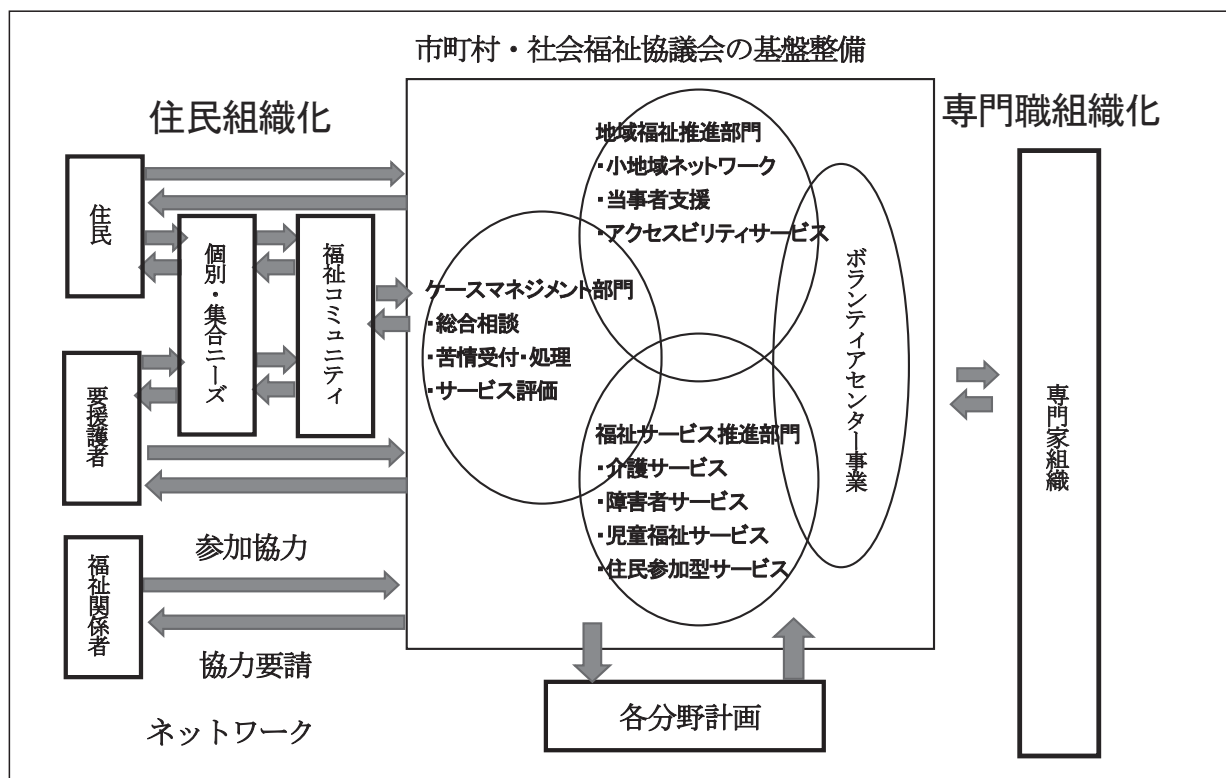 市町村・社会福祉協議会の基盤整備
住民組織化
専門職組織化
住民
個別・集合ニーズ
福祉コミュニティ
要援護者
福祉関係者
参加協力
協力要請
ネットワーク
地域福祉推進部門
・小地域ネットワーク
・当事者支援
・アクセスビリティサービス
ケースマネジメント部門
・総合相談
・苦情受付・処理
・サービス評価
福祉サービス推進部門
・介護サービス
・障害者サービス
・児童福祉サービス
・住民参加型サービス
ボランティアセンター事業
専門家組織
各分野計画